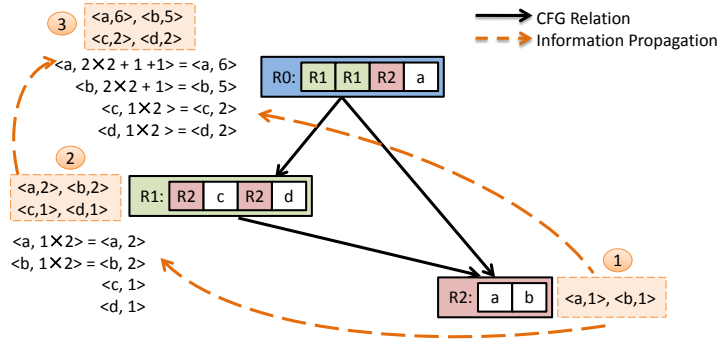 3
<a,6>, <b,5>
<c,2>, <d,2>
CFG Relation
Information Propagation
<a, 2×2 + 1 +1> = <a, 6>
<b, 2×2 + 1> = <b, 5>
<c, 1×2 > = <c, 2>
<d, 1×2 > = <d, 2>
R0: R1 R1 R2 a
2
<a,2>, <b,2>
<c,1>, <d,1>
R1: R2 c R2 d
<a, 1×2> = <a, 2>
<b, 1×2> = <b, 2>
<c, 1>
<d, 1>
1
R2: a b
<a,1>, <b,1>